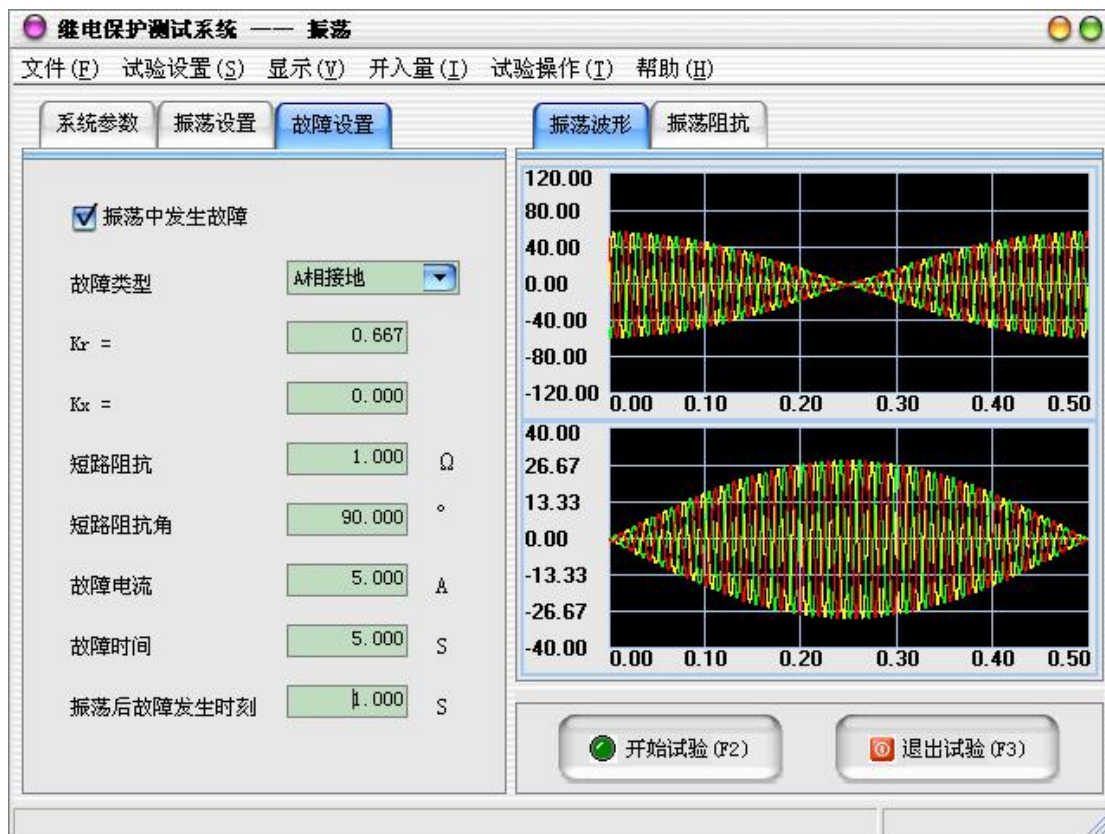 继电保护测试系统 —— 振荡
文件(F) 试验设置(S) 显示(V) 开入量(I) 试验操作(T) 帮助(H)
系统参数 振荡设置 故障设置
振荡中发生故障
故障类型 A相接地
Kr = 0.667
Kx = 0.000
短路阻抗 1.000 Ω
短路阻抗角 90.000 °
故障电流 5.000 A
故障时间 5.000 S
振荡后故障发生时刻 1.000 S
振荡波形 振荡阻抗
120.00
80.00
40.00
0.00
-40.00
-80.00
-120.00
0.00 0.10 0.20 0.30 0.40 0.50
40.00
26.67
13.33
0.00
-13.33
-26.67
-40.00
0.00 0.10 0.20 0.30 0.40 0.50
开始试验(F2) 退出试验(F3)